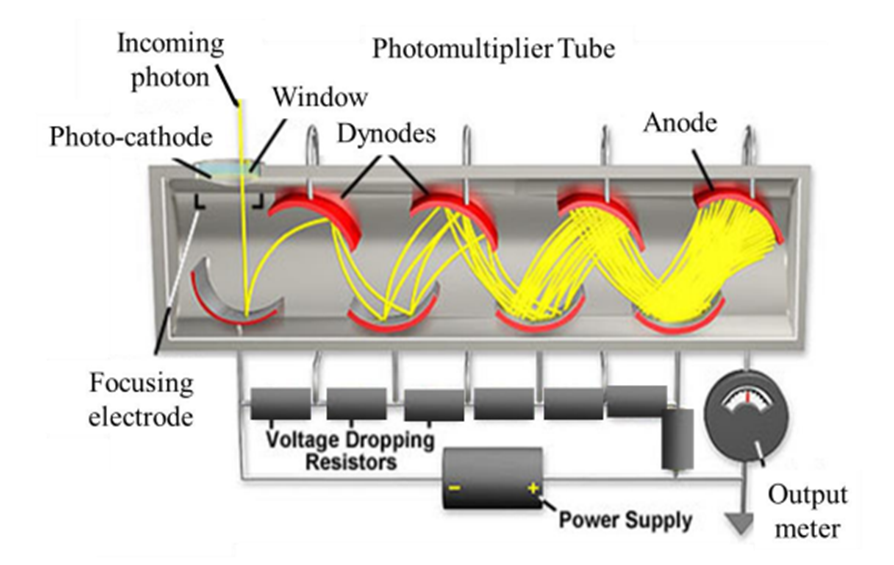 Incoming
photon
Photomultiplier Tube
Window
Photo-cathode
Dynodes
Anode
Focusing
electrode
Voltage Dropping
Resistors
−
+
Power Supply
Output
meter